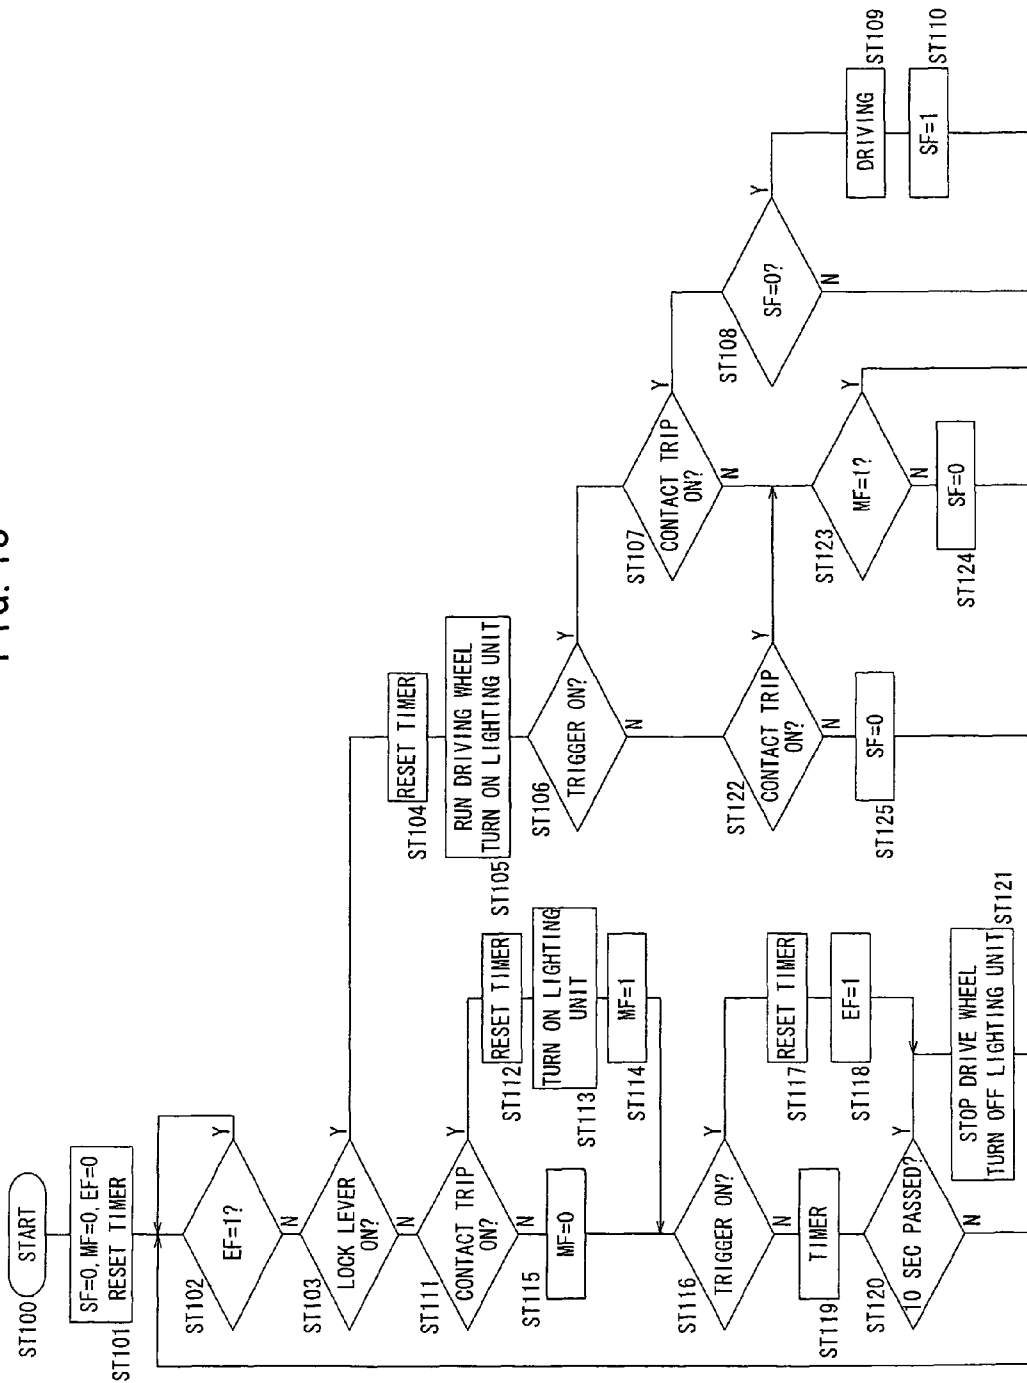 START
ST100
SF=0, MF=0, EF=0
RESET TIMER
ST101
EF=1?
Y
N
ST102
LOCK LEVER
ON?
Y
N
ST103
RESET TIMER
ST104
RUN DRIVING WHEEL
TURN ON LIGHTING UNIT
ST105
TRIGGER ON?
Y
N
ST106
CONTACT TRIP
ON?
Y
N
ST107
SF=0?
Y
N
ST108
DRIVING
ST109
SF=1
ST110
CONTACT TRIP
ON?
Y
N
ST111
RESET TIMER
ST112
TURN ON LIGHTING
UNIT
ST113
MF=1
ST114
MF=0
ST115
TRIGGER ON?
Y
N
ST116
RESET TIMER
ST117
EF=1
ST118
TIMER
ST119
10 SEC PASSED?
Y
N
ST120
STOP DRIVE WHEEL
TURN OFF LIGHTING UNIT
ST121
CONTACT TRIP
ON?
Y
N
ST122
MF=1?
Y
N
ST123
SF=0
ST124
SF=0
ST125